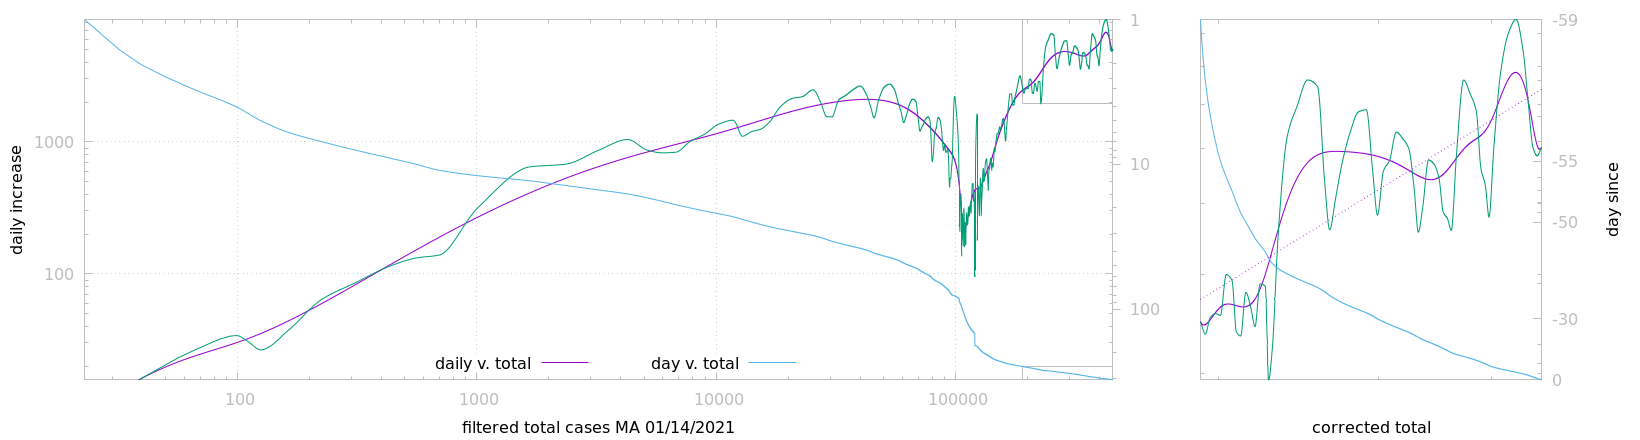 daily increase
1000
100
100
1000
10000
100000
1
10
100
daily v. total
day v. total
filtered total cases MA 01/14/2021
-59
-55
-50
-30
0
day since
corrected total